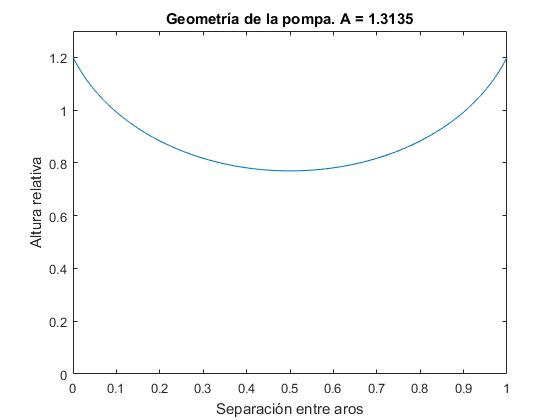 Geometría de la pompa. A = 1.3135
1.2
1
0.8
0.6
0.4
0.2
0
Altura relativa
0 0.1 0.2 0.3 0.4 0.5 0.6 0.7 0.8 0.9 1
Separación entre aros